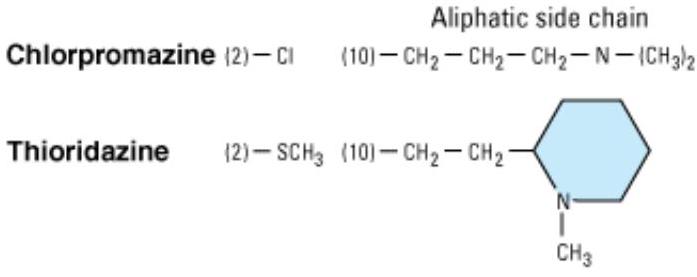 Aliphatic side chain
Chlorpromazine (2)— Cl (10)— CH₂ — CH₂ — CH₂ — N —(CH₃)₂
Thioridazine (2)— SCH₃ (10)— CH₂ — CH₂
N
CH₃